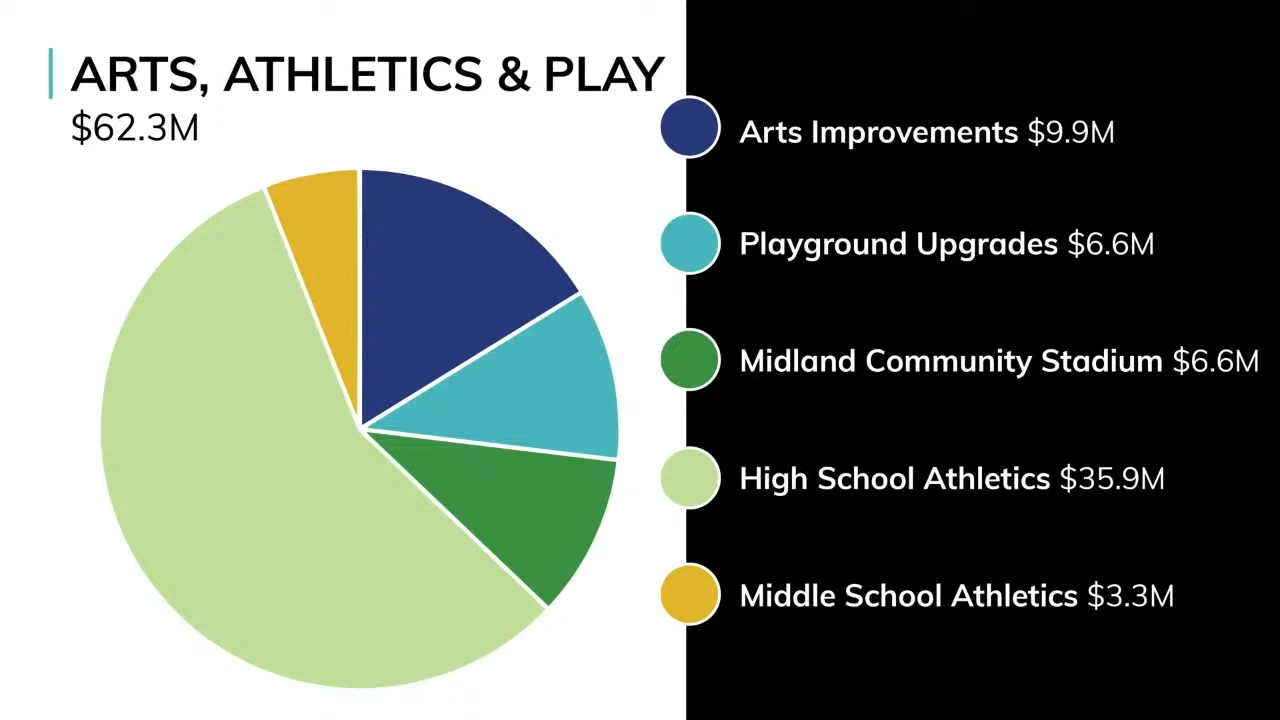 ARTS, ATHLETICS & PLAY
$62.3M
Arts Improvements $9.9M
Playground Upgrades $6.6M
Midland Community Stadium $6.6M
High School Athletics $35.9M
Middle School Athletics $3.3M